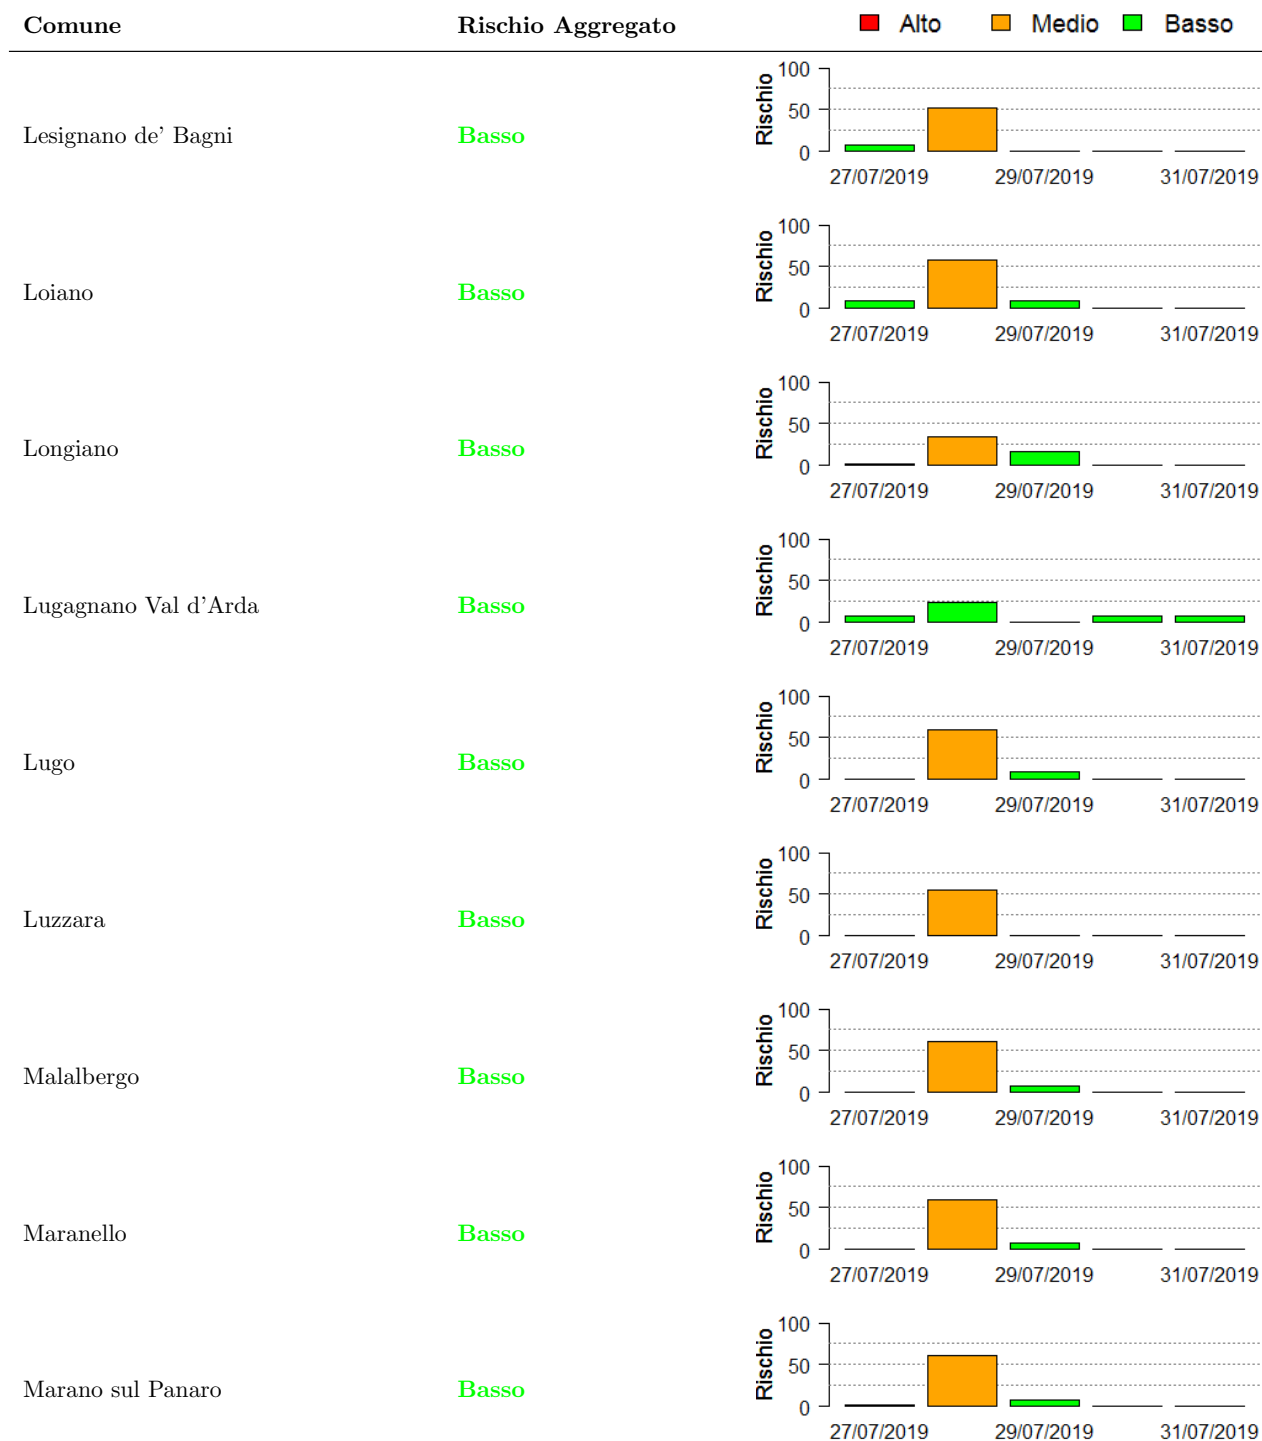 Comune Rischio Aggregato Alto Medio Basso
Lesignano de' Bagni Basso Rischio 100 50 0
27/07/2019 29/07/2019 31/07/2019
Loiano Basso Rischio 100 50 0
27/07/2019 29/07/2019 31/07/2019
Longiano Basso Rischio 100 50 0
27/07/2019 29/07/2019 31/07/2019
Lugagnano Val d'Arda Basso Rischio 100 50 0
27/07/2019 29/07/2019 31/07/2019
Lugo Basso Rischio 100 50 0
27/07/2019 29/07/2019 31/07/2019
Luzzara Basso Rischio 100 50 0
27/07/2019 29/07/2019 31/07/2019
Malalbergo Basso Rischio 100 50 0
27/07/2019 29/07/2019 31/07/2019
Maranello Basso Rischio 100 50 0
27/07/2019 29/07/2019 31/07/2019
Marano sul Panaro Basso Rischio 100 50 0
27/07/2019 29/07/2019 31/07/2019